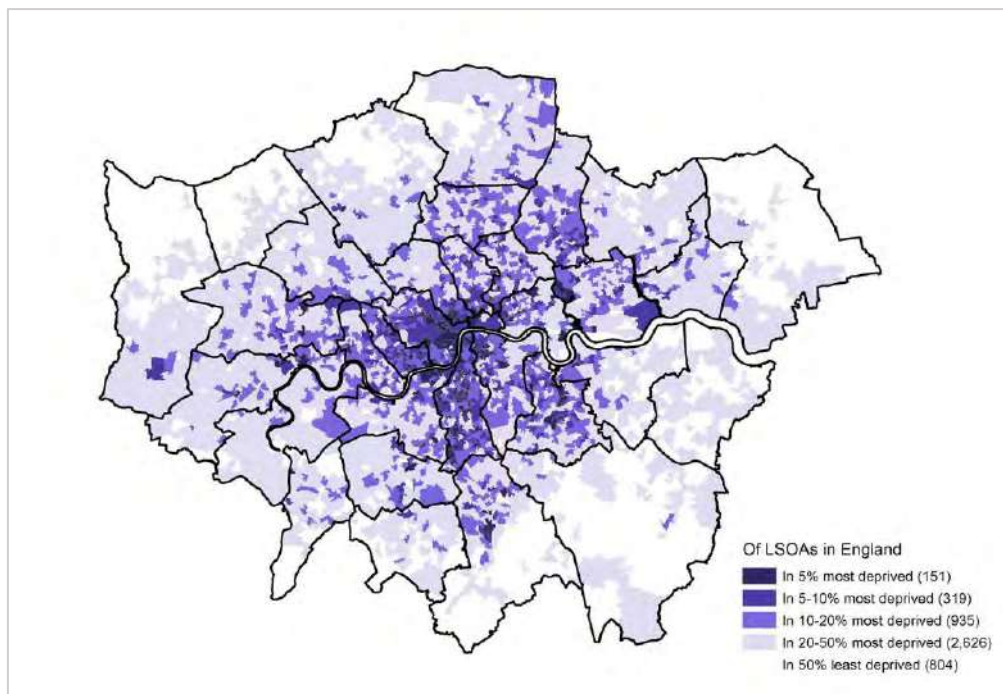 Of LSOAs in England
In 5% most deprived (151)
In 5-10% most deprived (319)
In 10-20% most deprived (935)
In 20-50% most deprived (2,626)
In 50% least deprived (804)